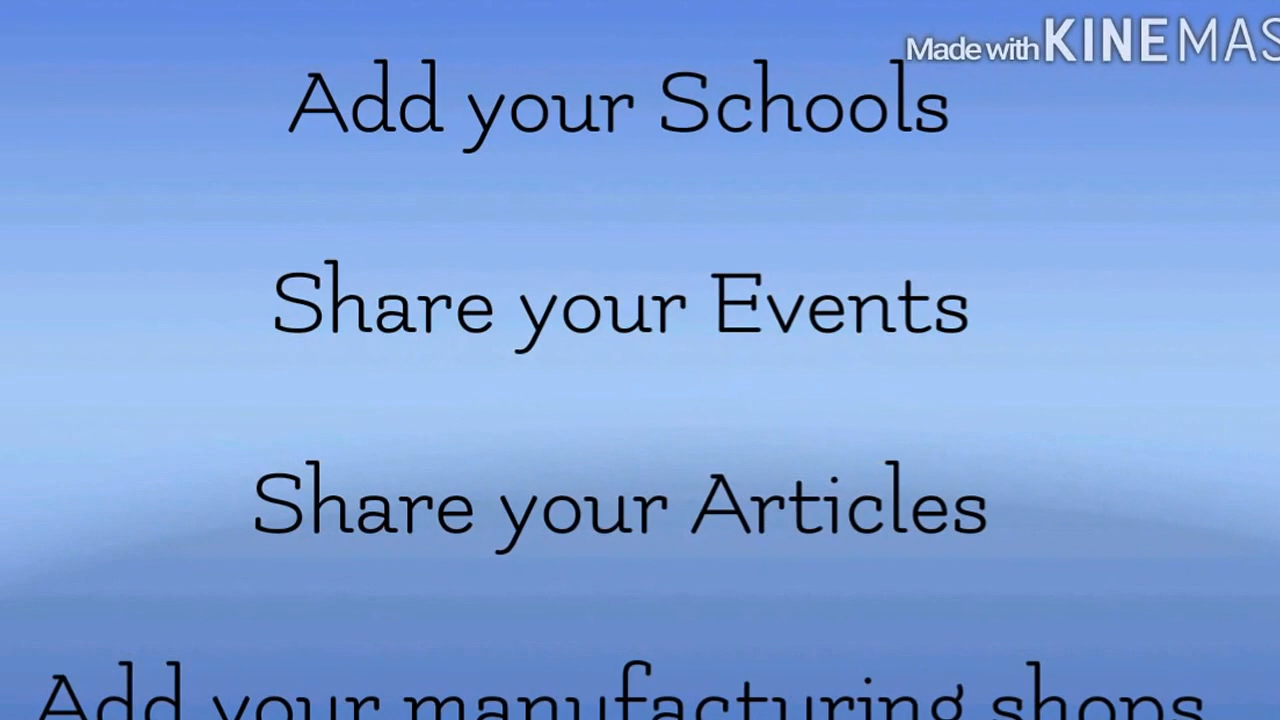 Made with KINEMAS
Add your Schools
Share your Events
Share your Articles
Add your manufacturing shops